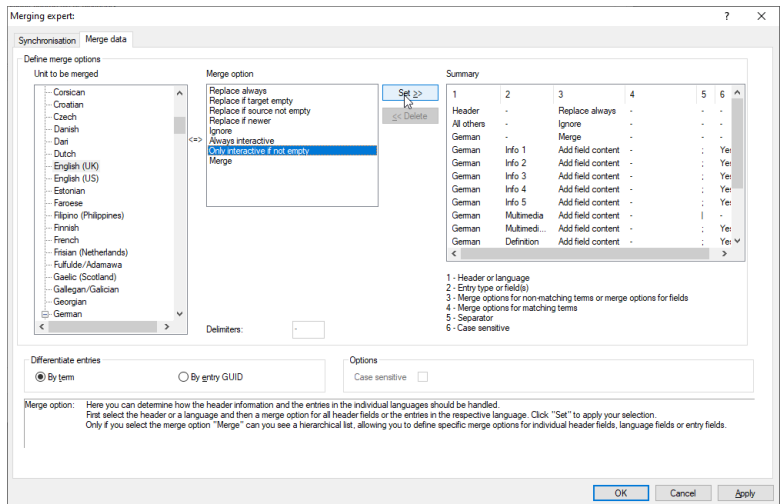 Merging expert:
? ×
Synchronisation Merge data
Define merge options
Unit to be merged
Corsican
Croatian
Czech
Danish
Dari
Dutch
English (UK)
English (US)
Estonian
Faroese
Filipino (Philippines)
Finnish
French
Frisian (Netherlands)
Fulfulde/Adamawa
Gaelic (Scotland)
Gallegan/Galician
Georgian
German
<=>
Merge option
Replace always
Replace if target empty
Replace if source not empty
Replace if newer
Ignore
Always interactive
Only interactive if not empty
Merge
Delimiters: -
Set >>
<< Delete
Summary
1 2 3 4 5 6
Header - Replace always - - -
All others - Ignore - - -
German - Merge - - -
German Info 1 Add field content - ; Yes
German Info 2 Add field content - ; Yes
German Info 3 Add field content - ; Yes
German Info 4 Add field content - ; Yes
German Info 5 Add field content - ; Yes
German Multimedia Add field content - | -
German Multimedi... Add field content - ; Yes
German Definition Add field content - ; Yes
1 - Header or language
2 - Entry type or field(s)
3 - Merge options for non-matching terms or merge options for fields
4 - Merge options for matching terms
5 - Separator
6 - Case sensitive
Differentiate entries
By term By entry GUID
Options
Case sensitive
Merge option: Here you can determine how the header information and the entries in the individual languages should be handled.
First select the header or a language and then a merge option for all header fields or the entries in the respective language. Click "Set" to apply your selection.
Only if you select the merge option "Merge" can you see a hierarchical list, allowing you to define specific merge options for individual header fields, language fields or entry fields.
OK Cancel Apply